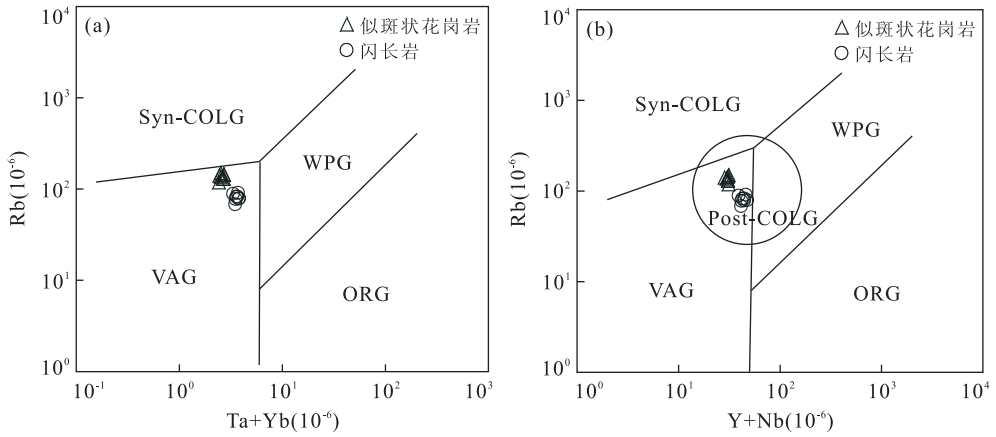 (a)
似斑状花岗岩
闪长岩
Syn-COLG
WPG
VAG
ORG
Rb(10⁻⁶)
10⁴
10³
10²
10¹
10⁰
10⁻¹
10⁰
10¹
10²
10³
Ta+Yb(10⁻⁶)
(b)
似斑状花岗岩
闪长岩
Syn-COLG
WPG
Post-COLG
VAG
ORG
Rb(10⁻⁶)
10⁴
10³
10²
10¹
10⁰
10⁰
10¹
10²
10³
10⁴
Y+Nb(10⁻⁶)